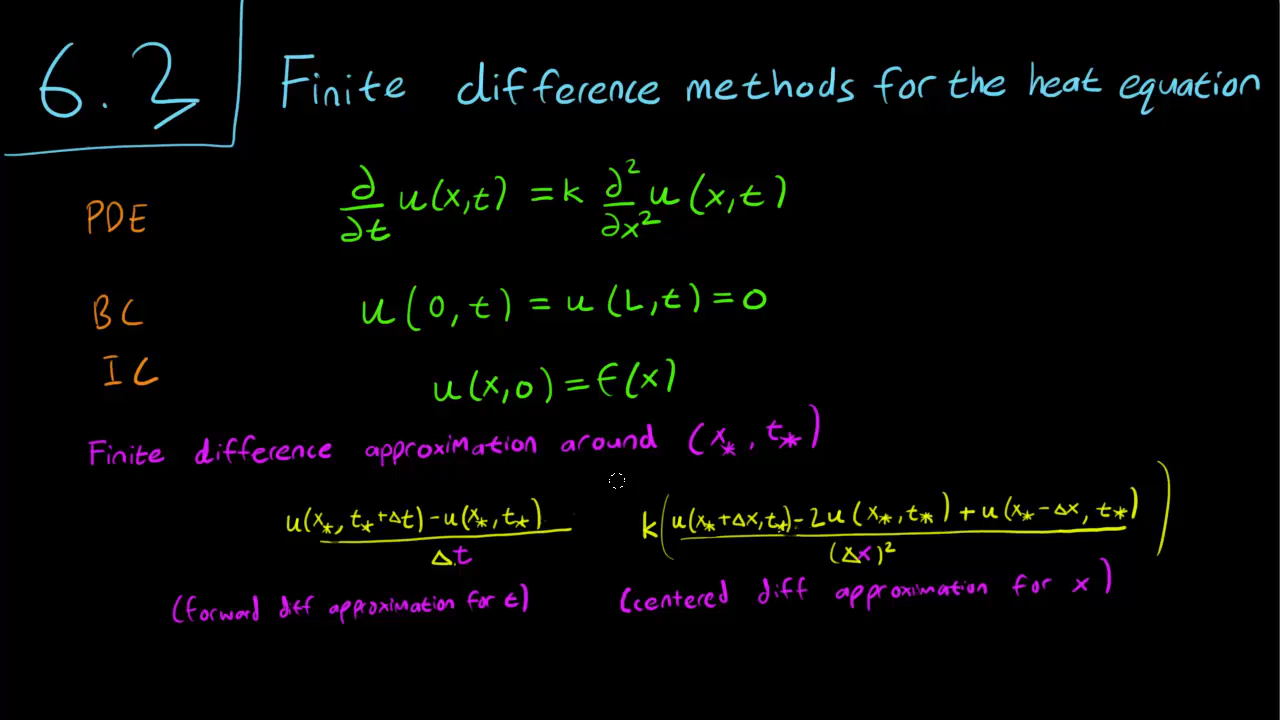 6.3 Finite difference methods for the heat equation
PDE ∂/∂t u(x,t) = k ∂²/∂x² u(x,t)
BC u(0,t) = u(L,t) = 0
IC u(x,0) = f(x)
Finite difference approximation around (x*, t*)
u(x*, t*+Δt) - u(x*, t*) / Δt k(u(x*+Δx,t*) - 2u(x*, t*) + u(x*-Δx, t*) / (Δx)²)
(forward diff approximation for t) (centered diff approximation for x)